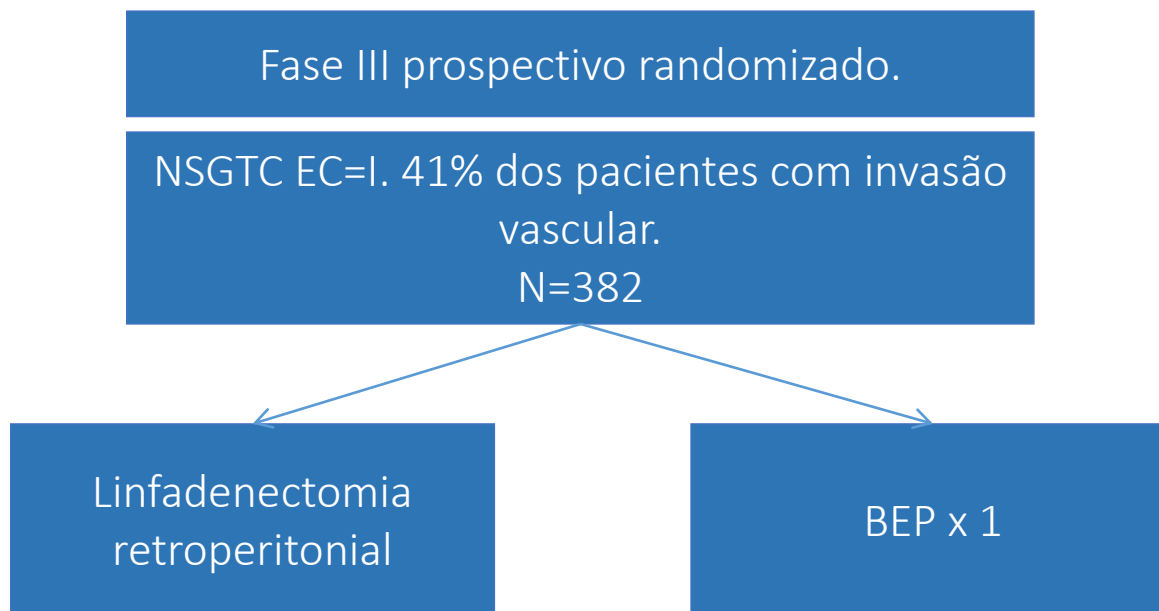 Fase III prospectivo randomizado.
NSGTC EC=I. 41% dos pacientes com invasão
vascular.
N=382
Linfadenectomia
retroperitonial
BEP x 1